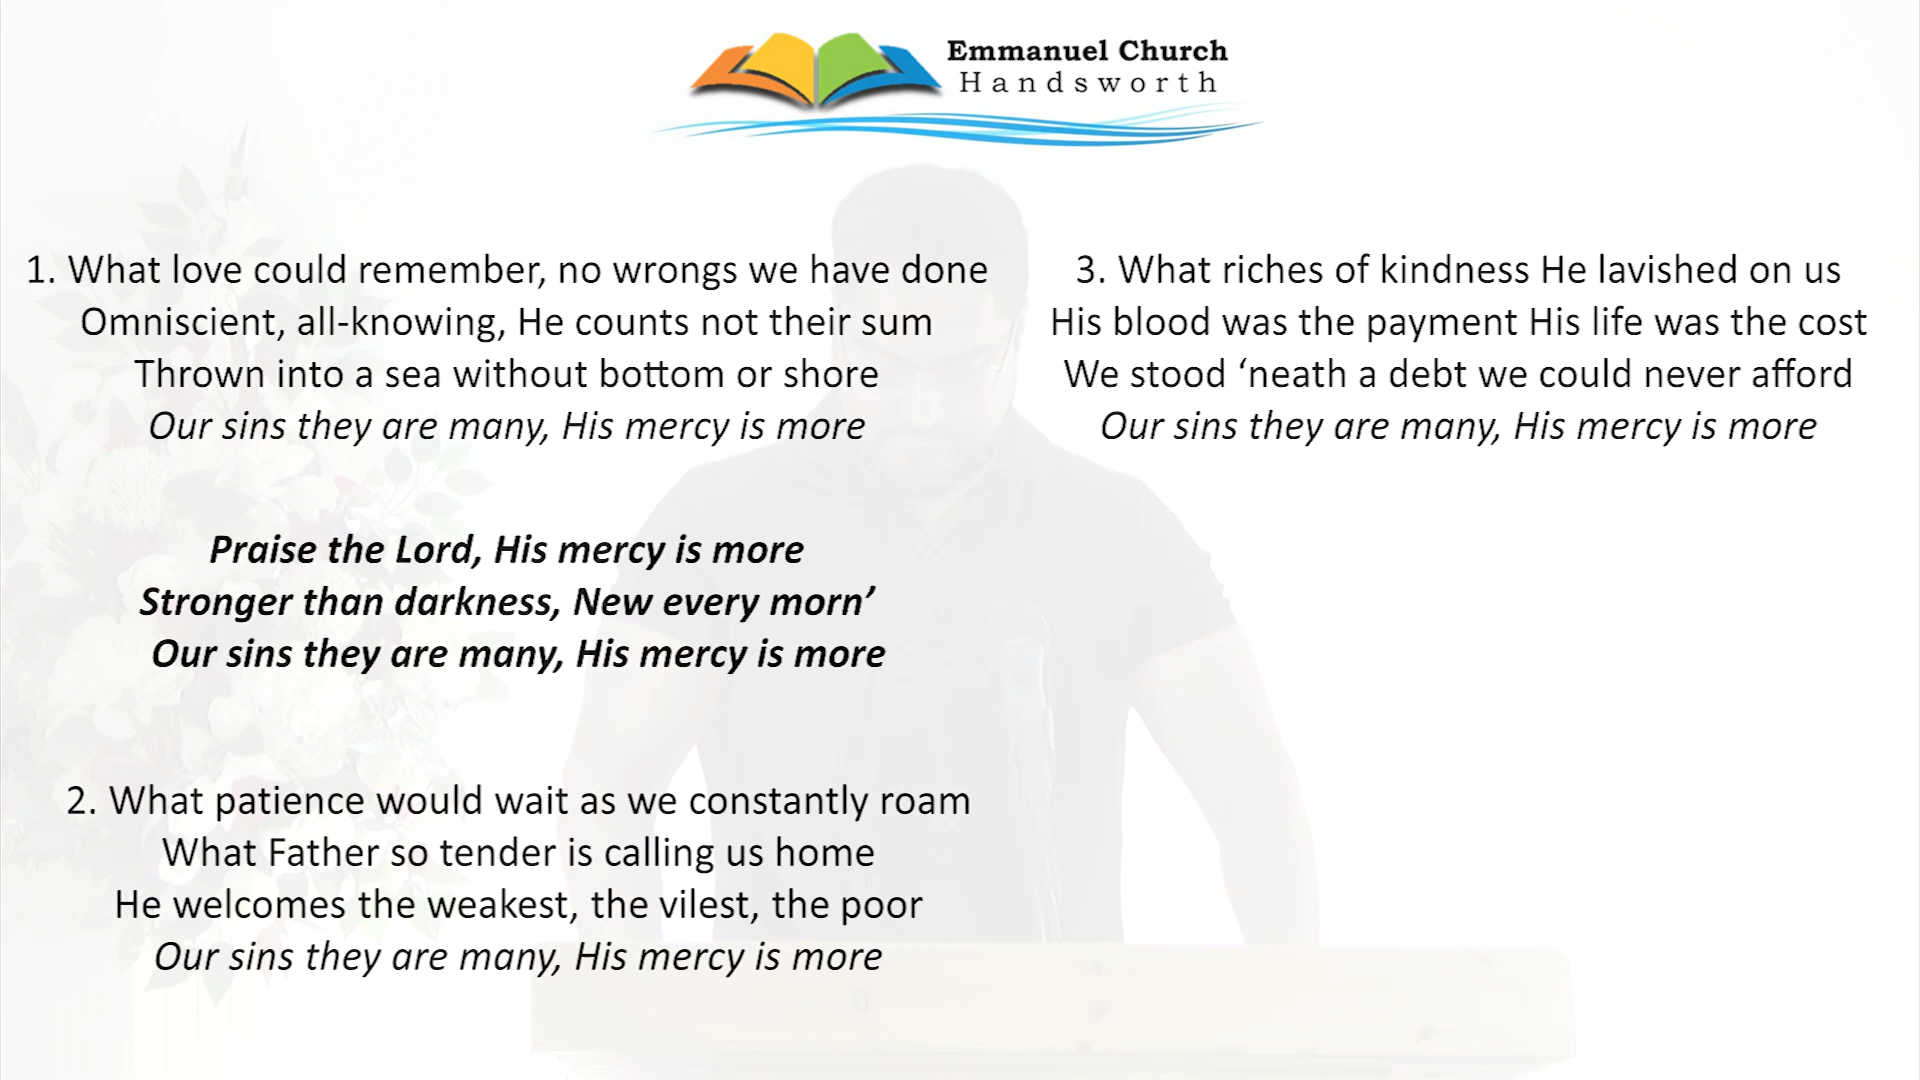 Emmanuel Church
Handsworth
1. What love could remember, no wrongs we have done
Omniscient, all-knowing, He counts not their sum
Thrown into a sea without bottom or shore
Our sins they are many, His mercy is more
Praise the Lord, His mercy is more
Stronger than darkness, New every morn’
Our sins they are many, His mercy is more
2. What patience would wait as we constantly roam
What Father so tender is calling us home
He welcomes the weakest, the vilest, the poor
Our sins they are many, His mercy is more
3. What riches of kindness He lavished on us
His blood was the payment His life was the cost
We stood ‘neath a debt we could never afford
Our sins they are many, His mercy is more